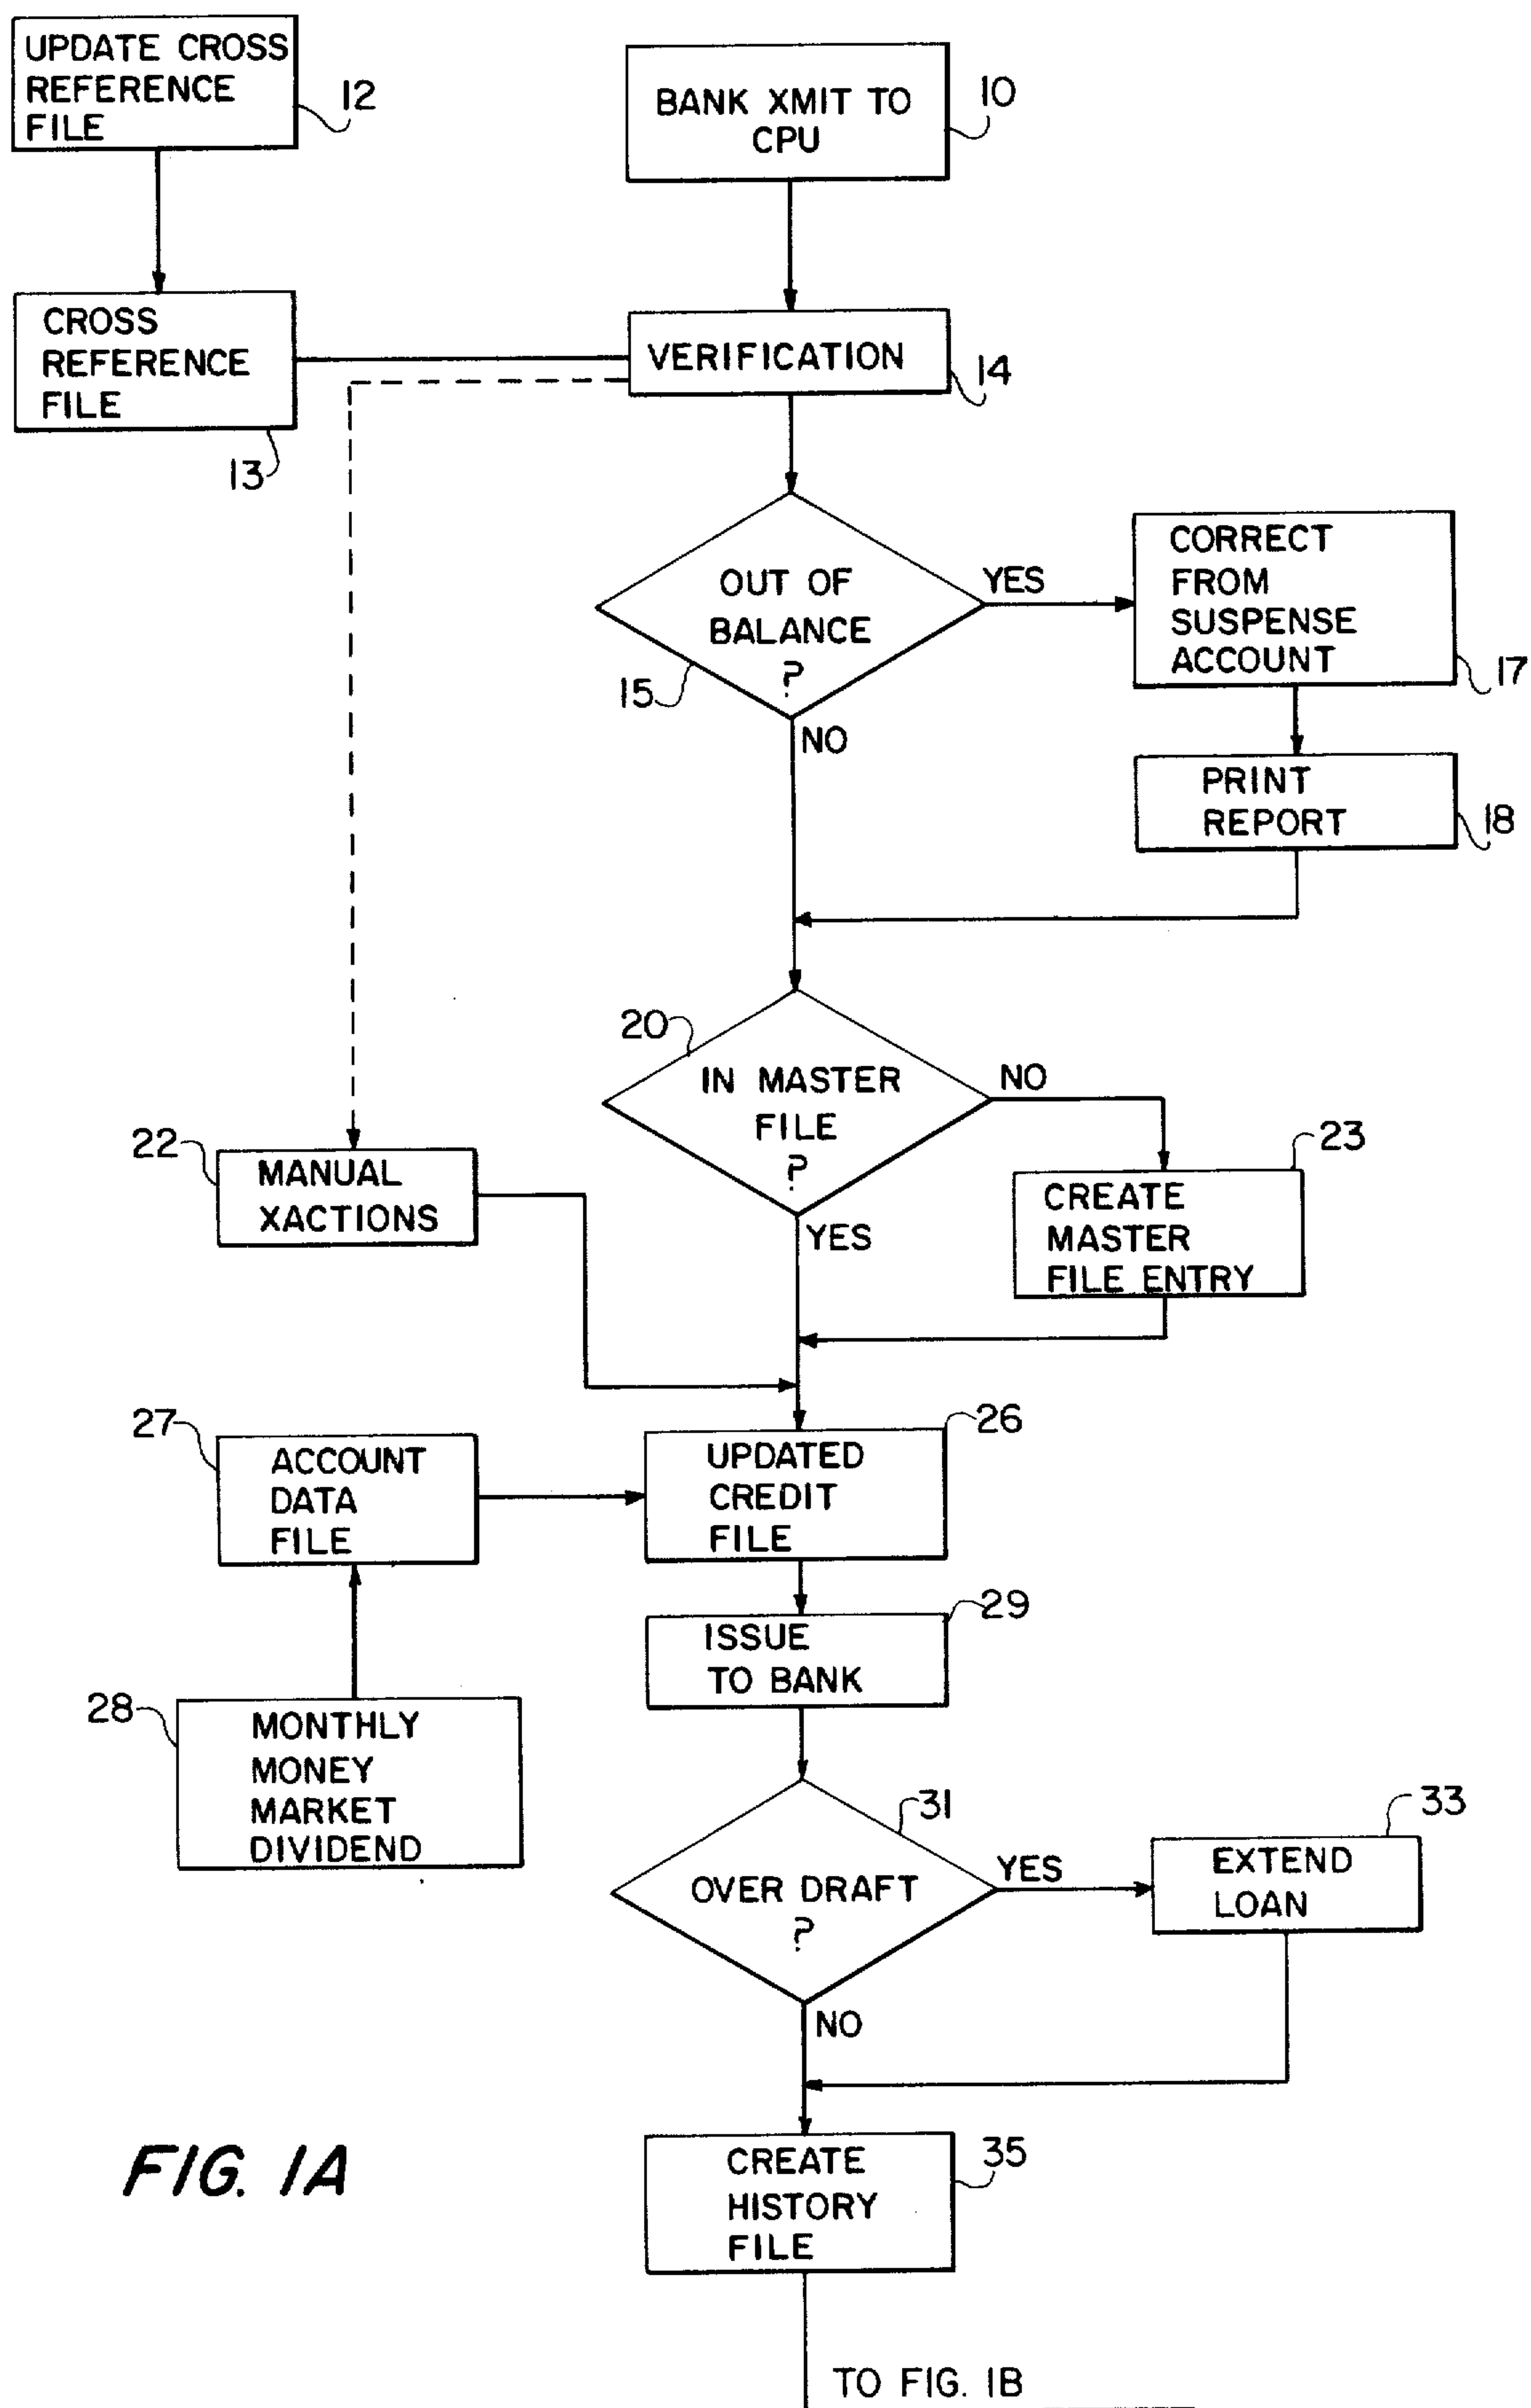 UPDATE CROSS
REFERENCE
FILE
12
BANK XMIT TO
CPU
10
CROSS
REFERENCE
FILE
13
VERIFICATION
14
OUT OF
BALANCE
?
15
YES
NO
CORRECT
FROM
SUSPENSE
ACCOUNT
17
PRINT
REPORT
18
20
IN MASTER
FILE
?
NO
YES
22
MANUAL
XACTIONS
23
CREATE
MASTER
FILE ENTRY
27
ACCOUNT
DATA
FILE
26
UPDATED
CREDIT
FILE
29
ISSUE
TO BANK
28
MONTHLY
MONEY
MARKET
DIVIDEND
31
OVER DRAFT
?
YES
NO
33
EXTEND
LOAN
35
CREATE
HISTORY
FILE
FIG. 1A
TO FIG. 1B